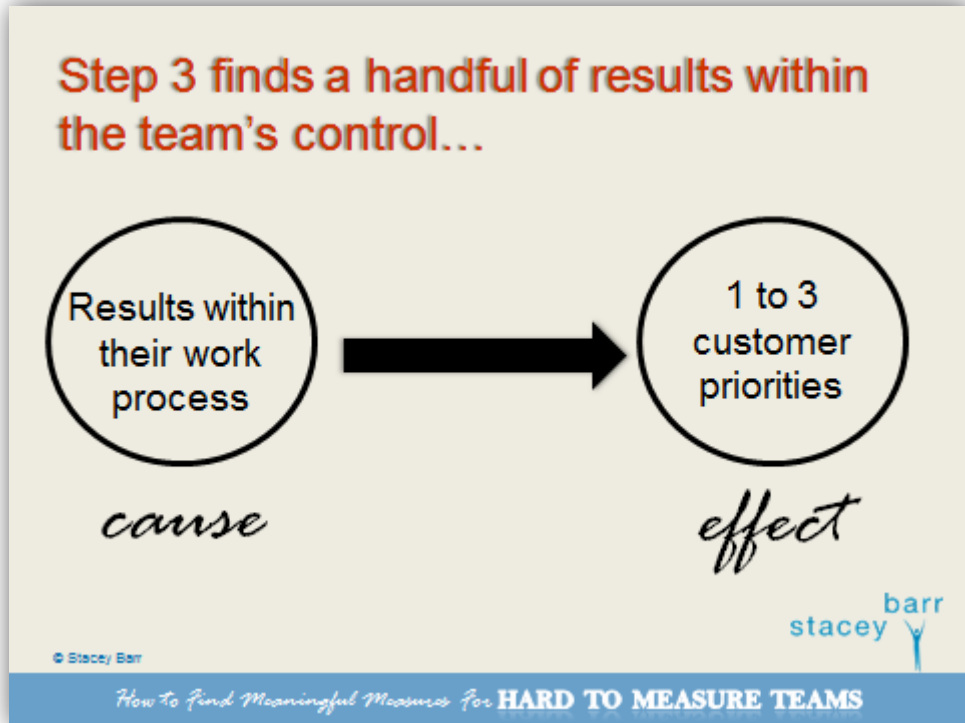 Step 3 finds a handful of results within
the team's control…
Results within
their work
process
1 to 3
customer
priorities
cause
effect
stacey barr
© Stacey Barr
How to Find Meaningful Measures For HARD TO MEASURE TEAMS